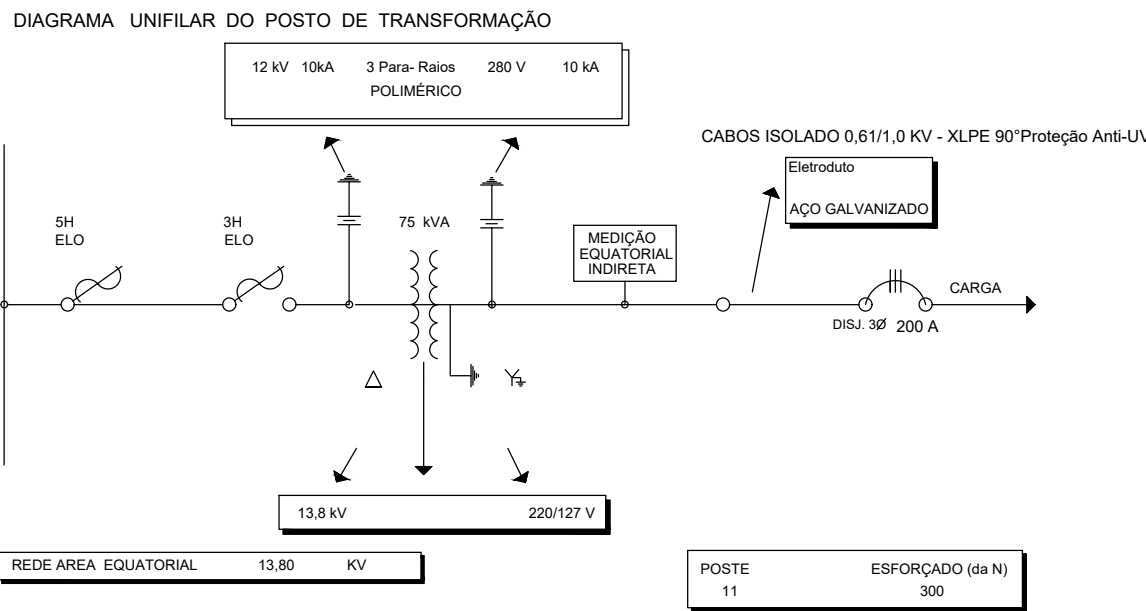 DIAGRAMA UNIFILAR DO POSTO DE TRANSFORMAÇÃO
12 kV 10kA 3 Para- Raios 280 V 10 kA
POLIMÉRICO
CABOS ISOLADO 0,61/1,0 KV - XLPE 90°Proteção Anti-UV
Eletroduto
AÇO GALVANIZADO
5H
ELO
3H
ELO
75 kVA
MEDIÇÃO
EQUATORIAL
INDIRETA
CARGA
DISJ. 3Ø 200 A
13,8 kV 220/127 V
REDE AREA EQUATORIAL 13,80 KV
POSTE ESFORÇADO (da N)
11 300